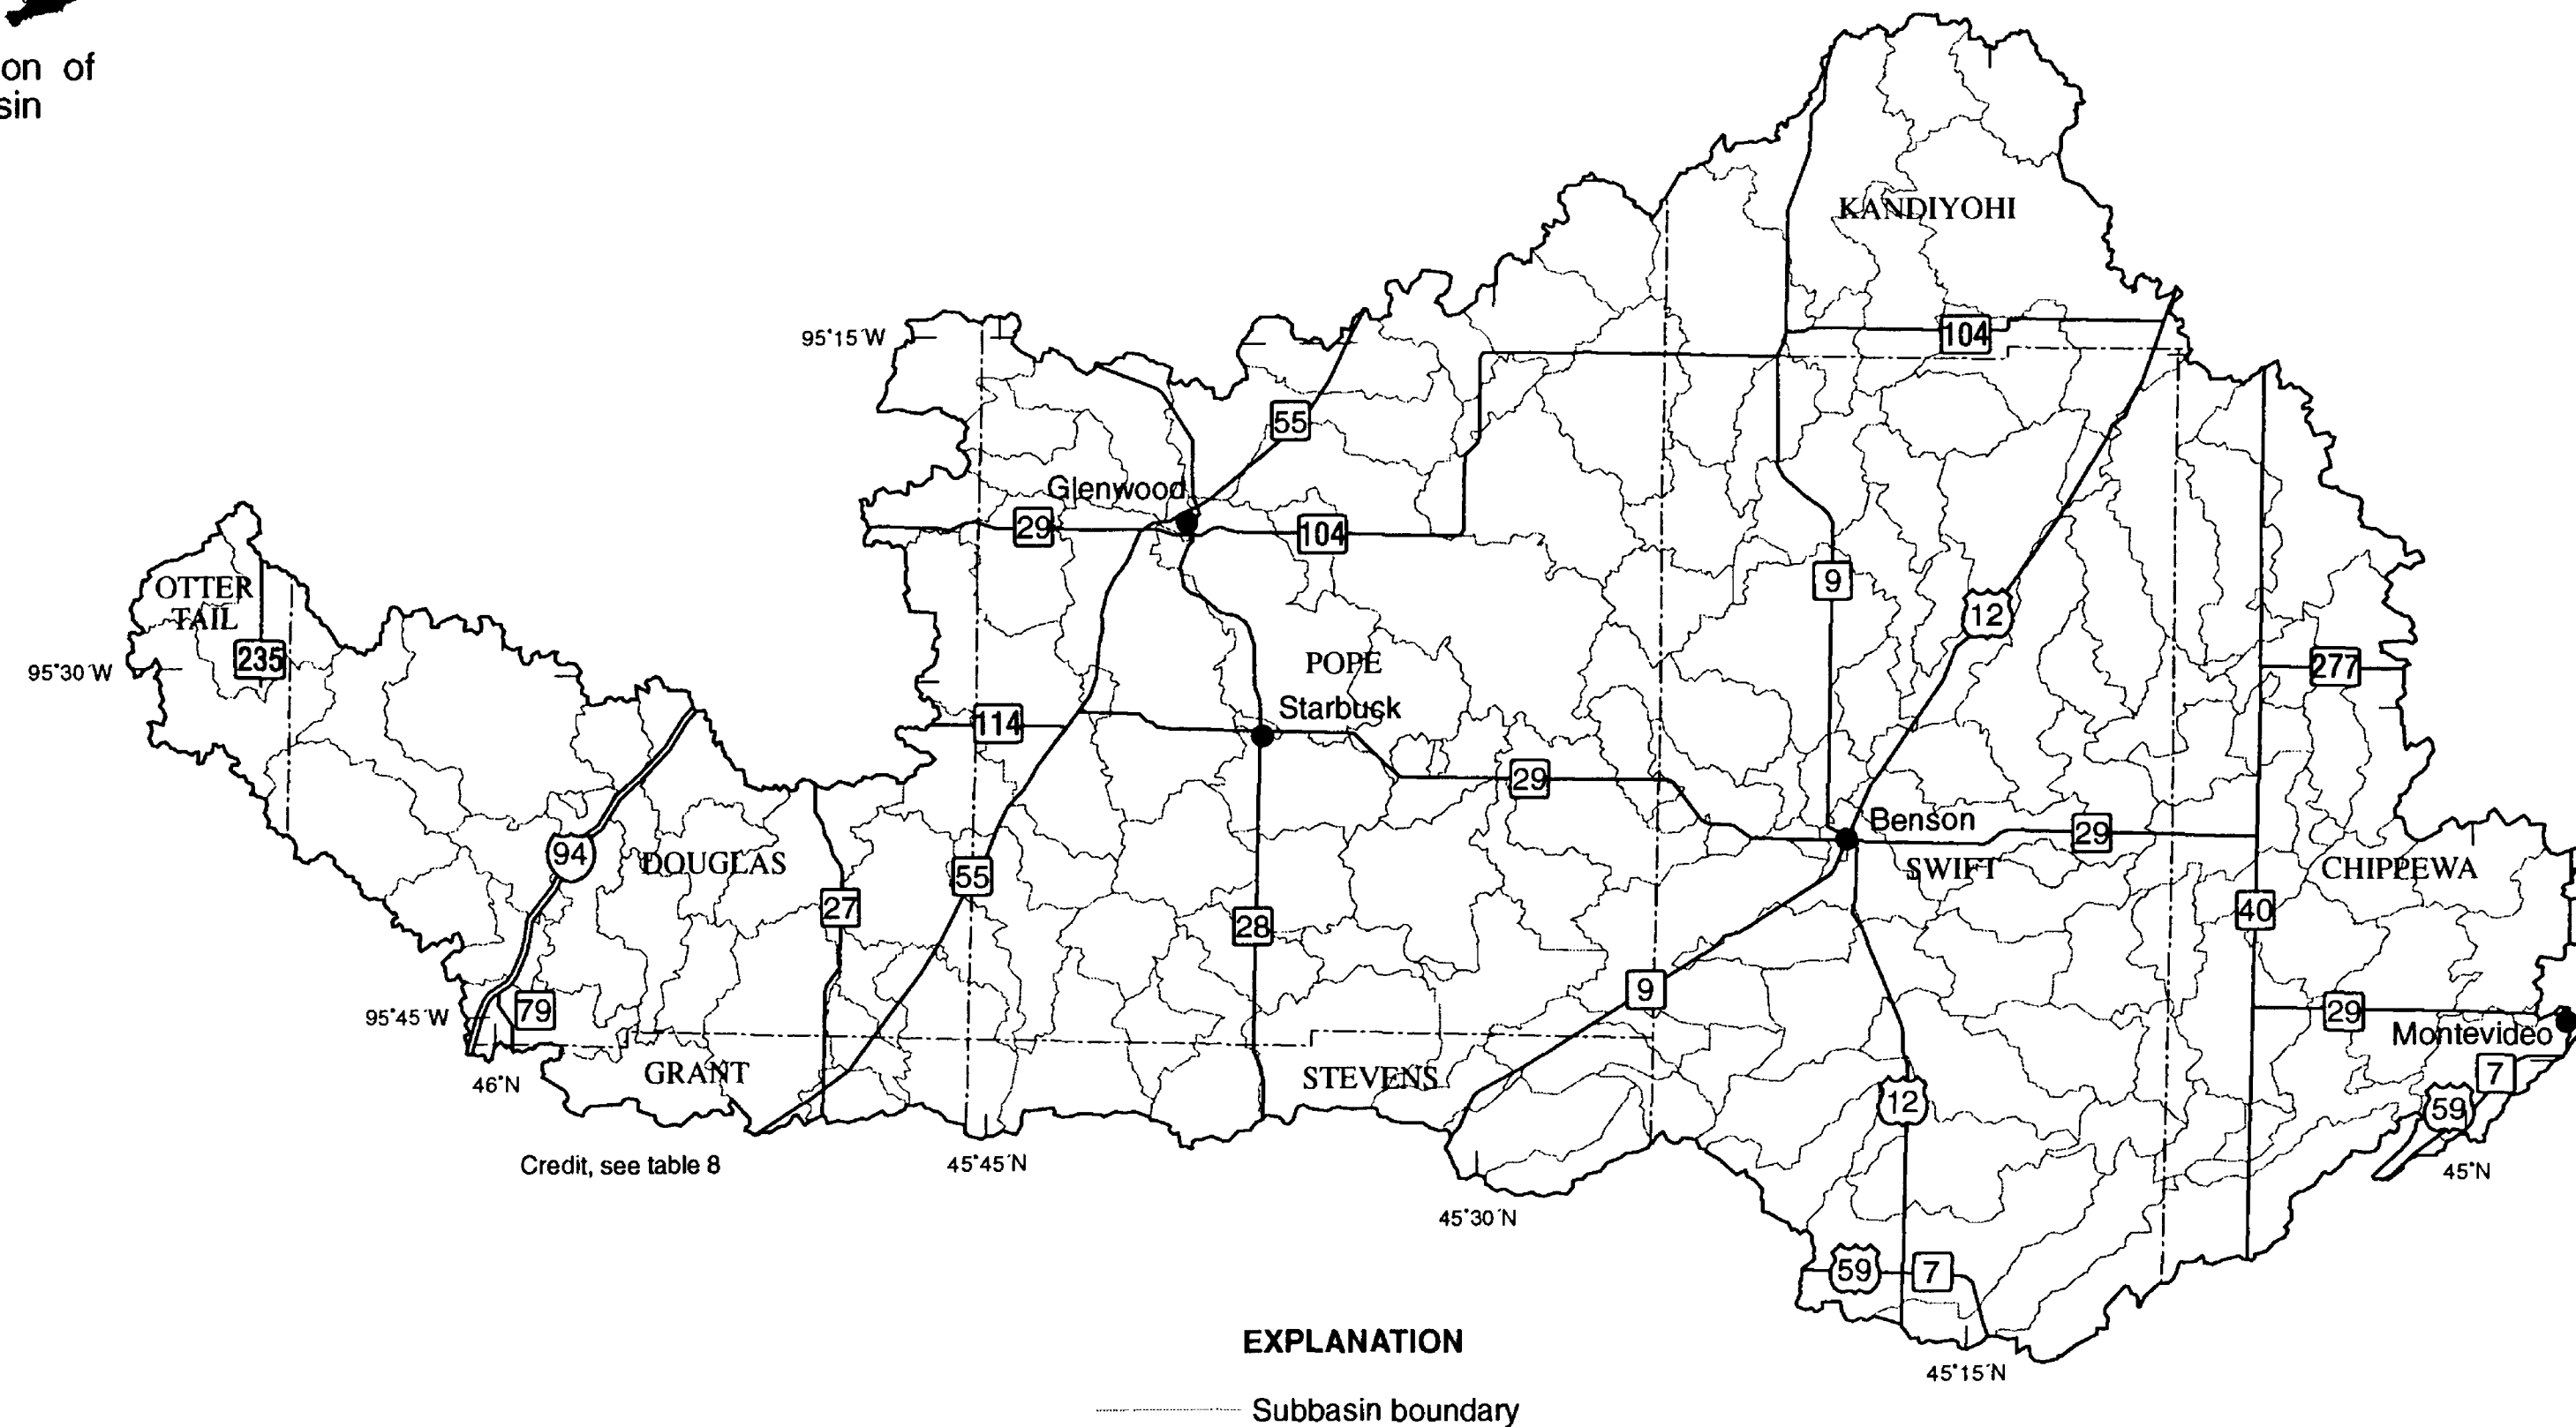 on of
sin
KANDIYOHI
95°15´W
104
55
Glenwood
29
104
OTTER
TAIL
9
12
235
95°30´W
POPE
277
Starbuck
114
29
Benson
29
94
DOUGLAS
55
SWIFT
CHIPPEWA
27
28
40
9
79
95°45´W
29
Montevideo
46°N
GRANT
STEVENS
7
12
59
Credit, see table 8
45°45´N
45°N
45°30´N
59
7
EXPLANATION
45°15´N
Subbasin boundary